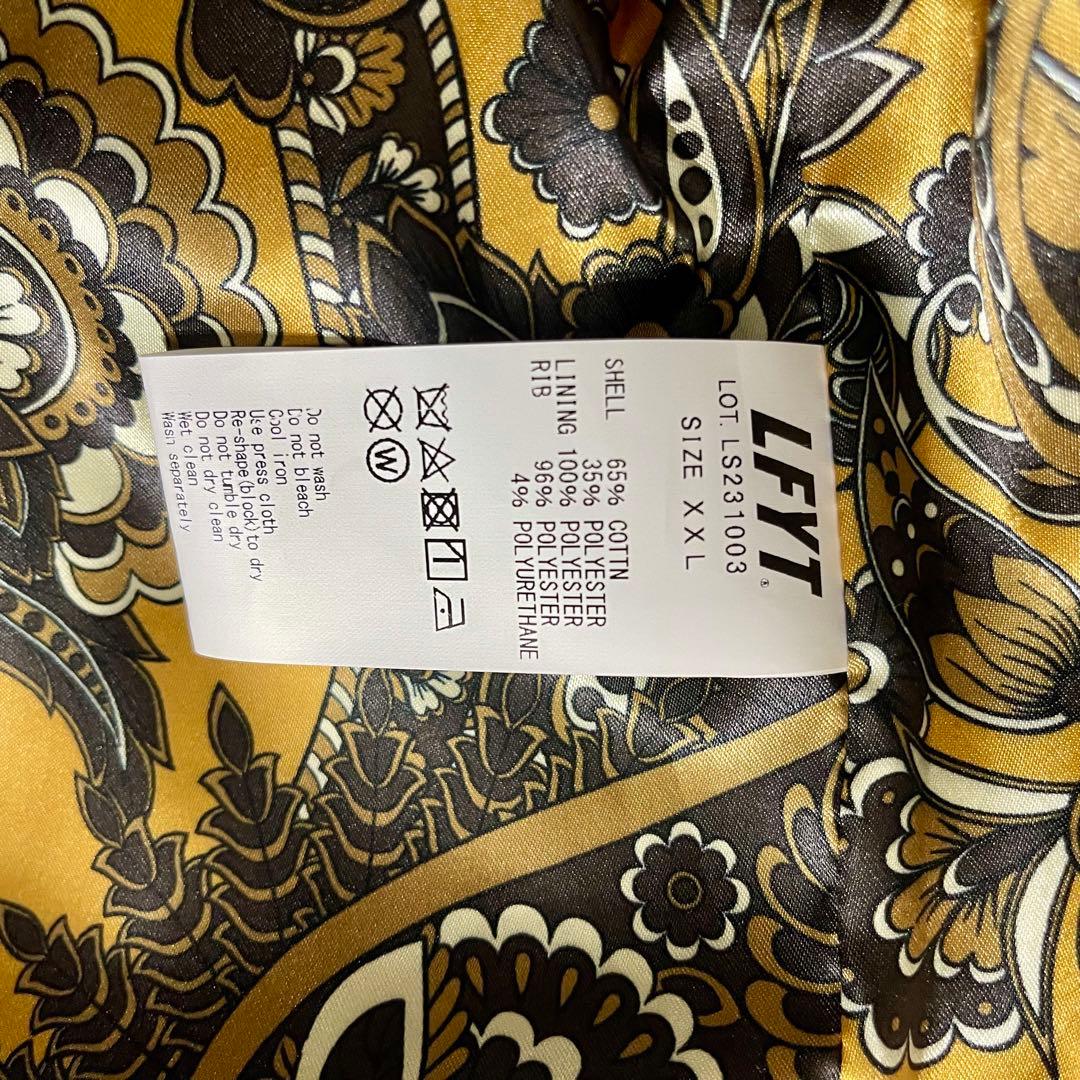 LFYT®
LOT. LS231003
SIZE XXL
SHELL 65% COTTN
35% POLYESTER
LINING 100% POLYESTER
RIB 96% POLYESTER
4% POLYURETHANE
W
1
Do not wash
Do not bleach
Cool iron
Use press cloth
Re-shape(block)to dry
Do not tumble dry
Do not dry clean
Wet clean
Wash separately